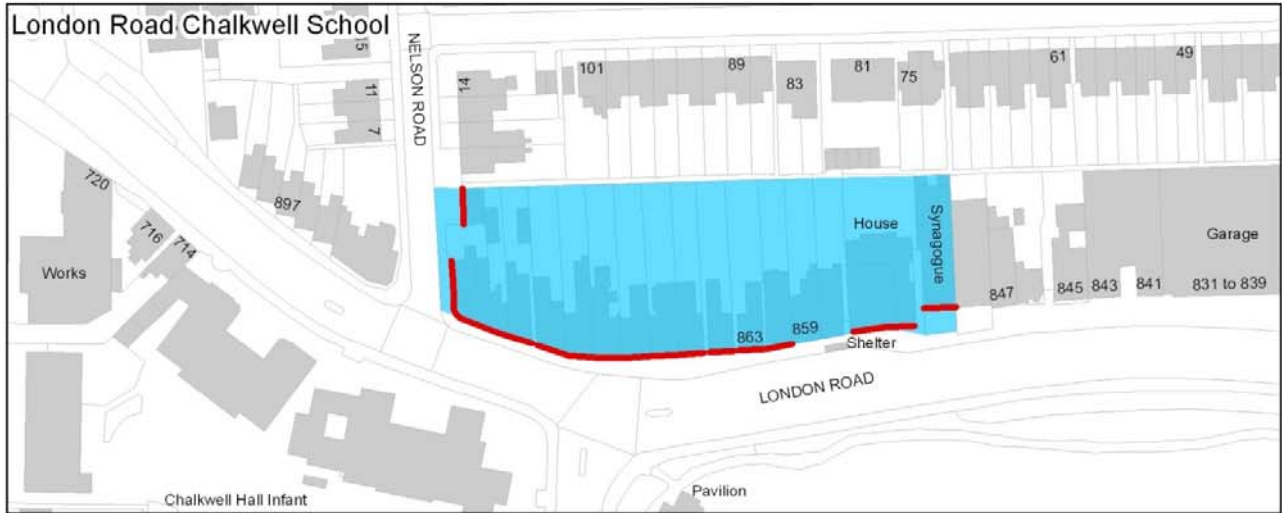 London Road Chalkwell School
NELSON ROAD
15
11
7
14
101
89
83
81
75
61
49
720
716
714
897
Works
House
Synagogue
Garage
847
845
843
841
831 to 839
863
859
Shelter
LONDON ROAD
Chalkwell Hall Infant
Pavilion